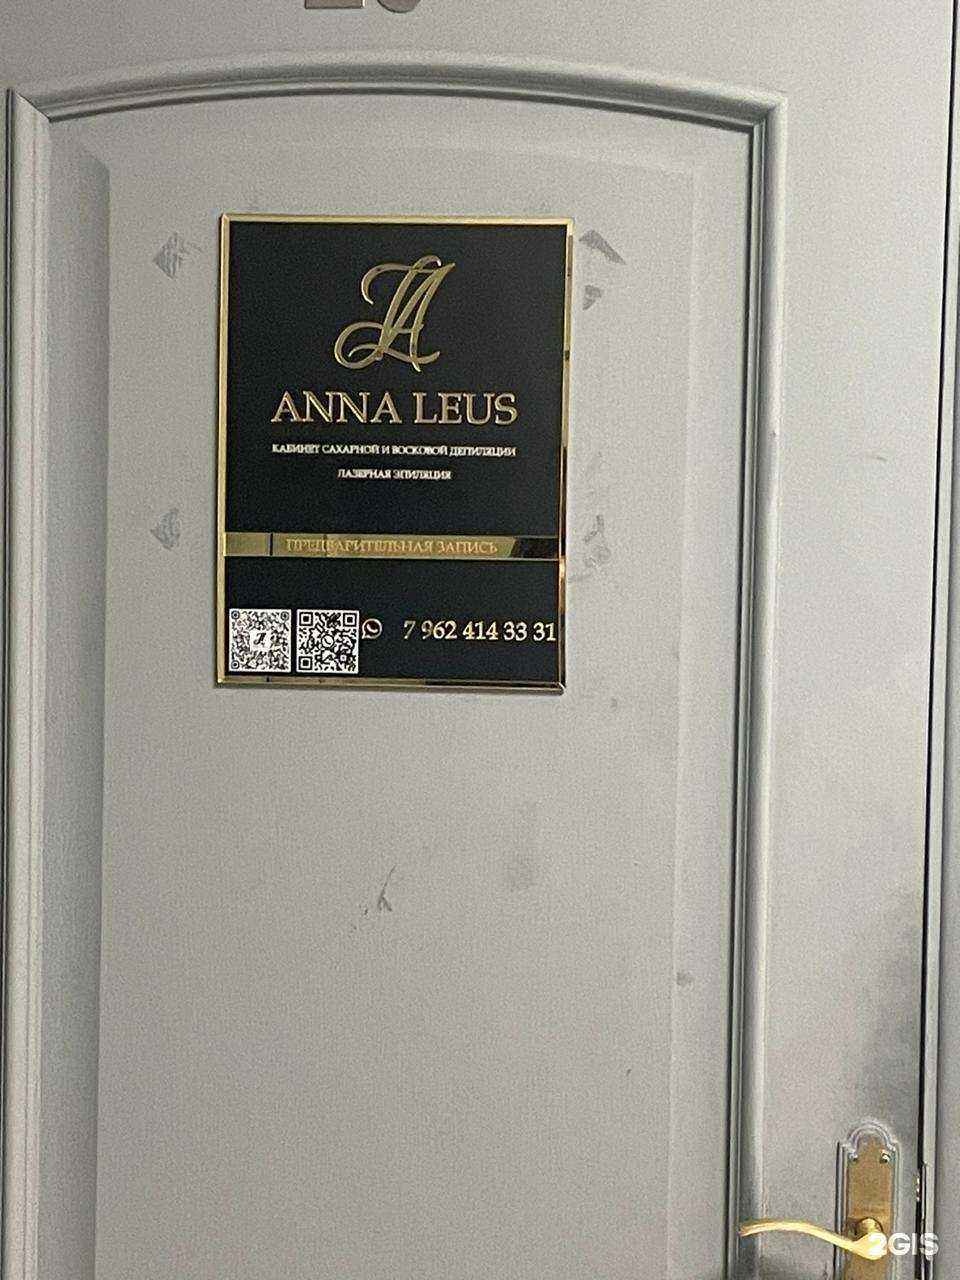 ANNA LEUS
КАБИНЕТ САХАРНОЙ И ВОСКОВОЙ ДЕПИЛЯЦИИ
ЛАЗЕРНАЯ ЭПИЛЯЦИЯ
ПРЕДВАРИТЕЛЬНАЯ ЗАПИСЬ
7 962 414 33 31
2GIS